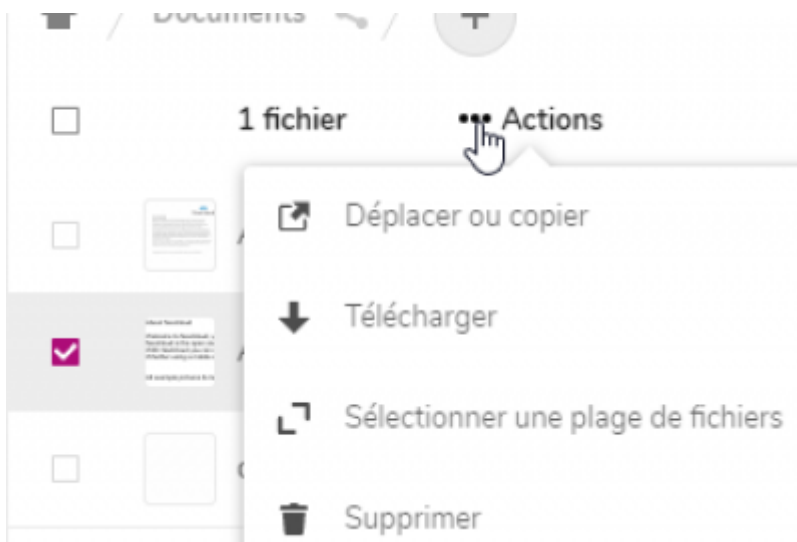 Documents
1 fichier
••• Actions
Déplacer ou copier
Télécharger
Sélectionner une plage de fichiers
Supprimer